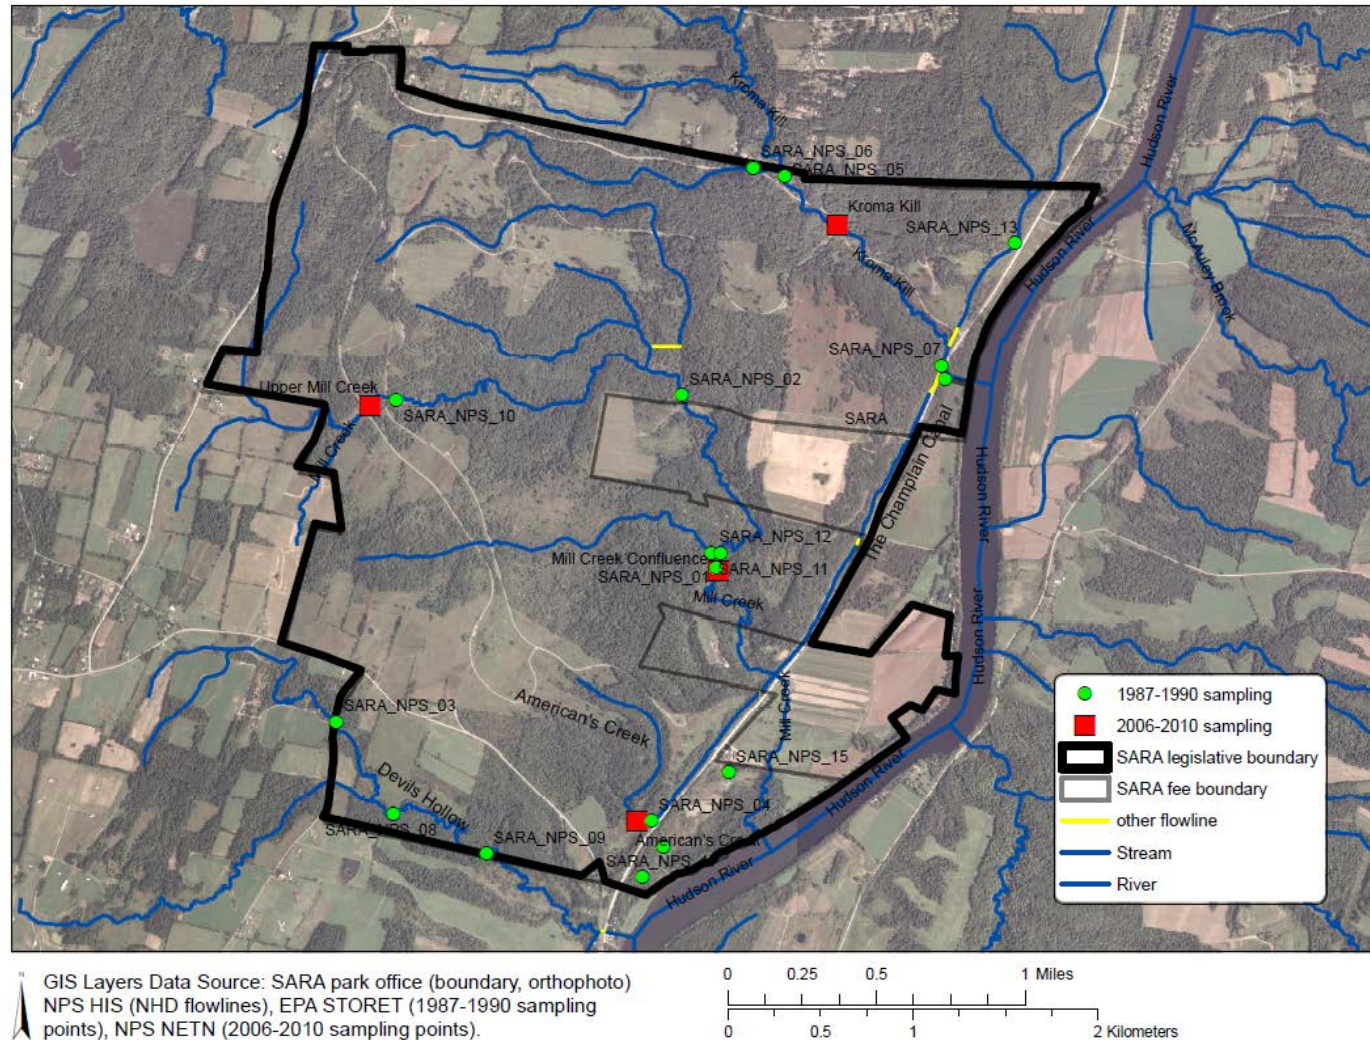 Kroma Kill
Hudson River
SARA_NPS_06
SARA_NPS_05
Kroma Kill
SARA_NPS_13
Hudson River
McAuley Brook
Kroma Kill
SARA_NPS_07
Upper Mill Creek
SARA_NPS_02
SARA_NPS_10
SARA
The Champlain Canal
Mill Creek
Hudson River
SARA_NPS_12
Mill Creek Confluence
SARA_NPS_11
SARA_NPS_01
Mill Creek
Hudson River
American's Creek
Mill Creek
SARA_NPS_03
SARA_NPS_15
Devils Hollow
Hudson River
SARA_NPS_04
SARA_NPS_08
SARA_NPS_09
American's Creek
SARA_NPS_
Hudson River
1987-1990 sampling
2006-2010 sampling
SARA legislative boundary
SARA fee boundary
other flowline
Stream
River
N
GIS Layers Data Source: SARA park office (boundary, orthophoto)
NPS HIS (NHD flowlines), EPA STORET (1987-1990 sampling
points), NPS NETN (2006-2010 sampling points).
0 0.25 0.5 1 Miles
0 0.5 1 2 Kilometers